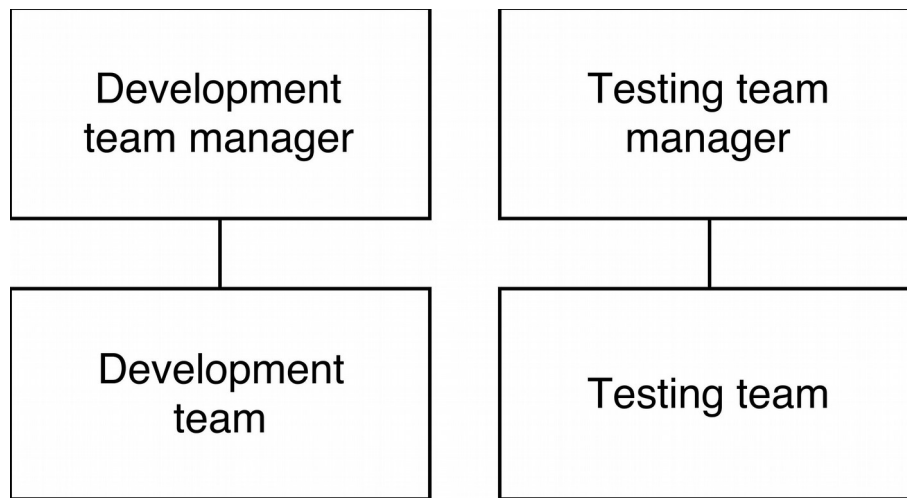 Development
team manager
Testing team
manager
Development
team
Testing team